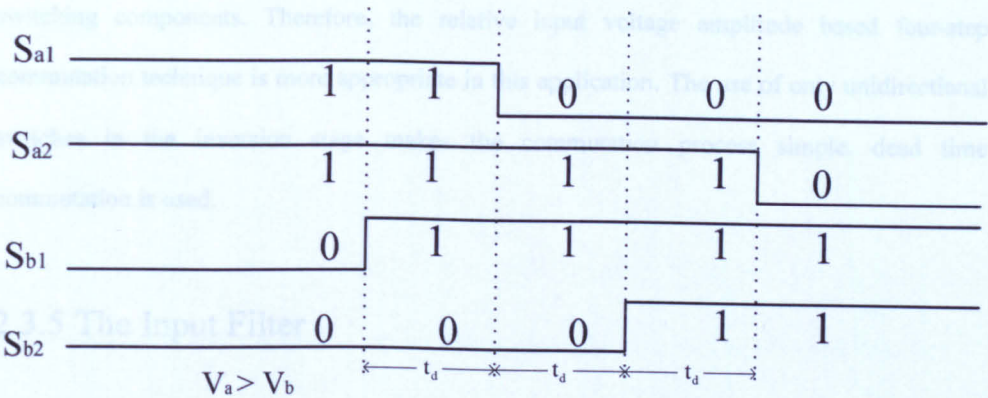 switching components. Therefore, the relative input voltage amplitude based four-step
commutation technique is more appropriate in this application. The use of only unidirectional
switches in the inversion stage makes the commutation process simple, dead time
commutation is used.
2.3.5 The Input Filter
Sa1
1 1 0 0 0
Sa2
1 1 1 1 0
Sb1
0 1 1 1 1
Sb2
0 0 0 1 1
Va > Vb
td td td